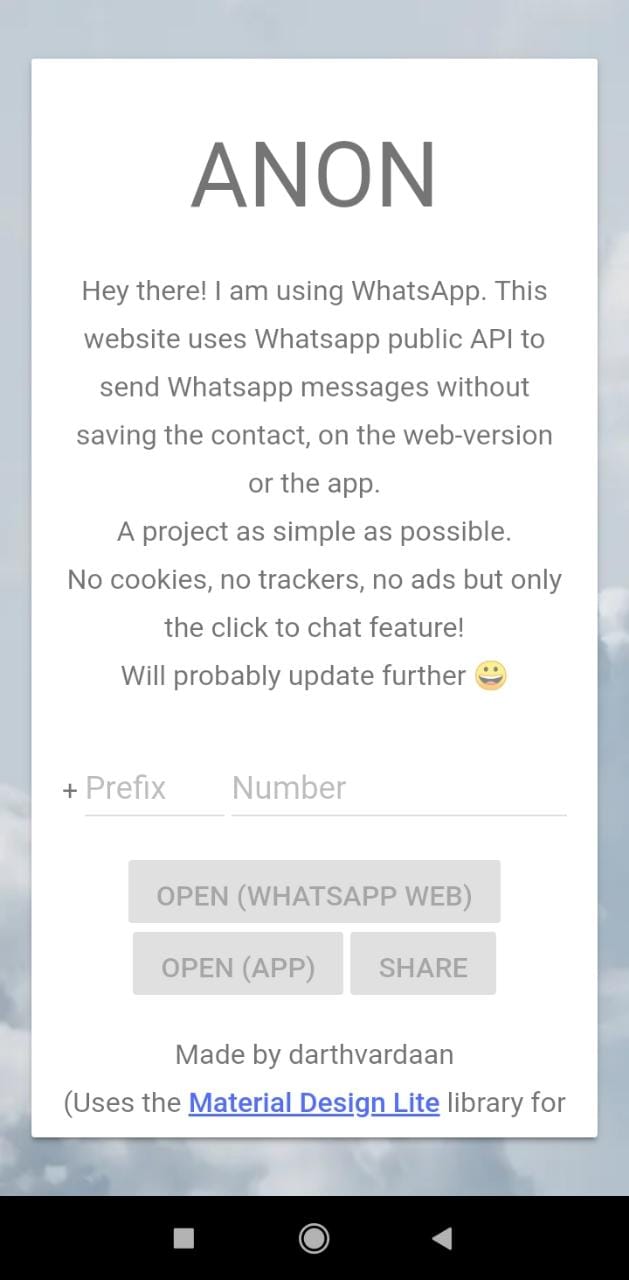 ANON
Hey there! I am using WhatsApp. This
website uses Whatsapp public API to
send Whatsapp messages without
saving the contact, on the web-version
or the app.
A project as simple as possible.
No cookies, no trackers, no ads but only
the click to chat feature!
Will probably update further 😀
+ Prefix Number
OPEN (WHATSAPP WEB)
OPEN (APP) SHARE
Made by darthvardaan
(Uses the Material Design Lite library for